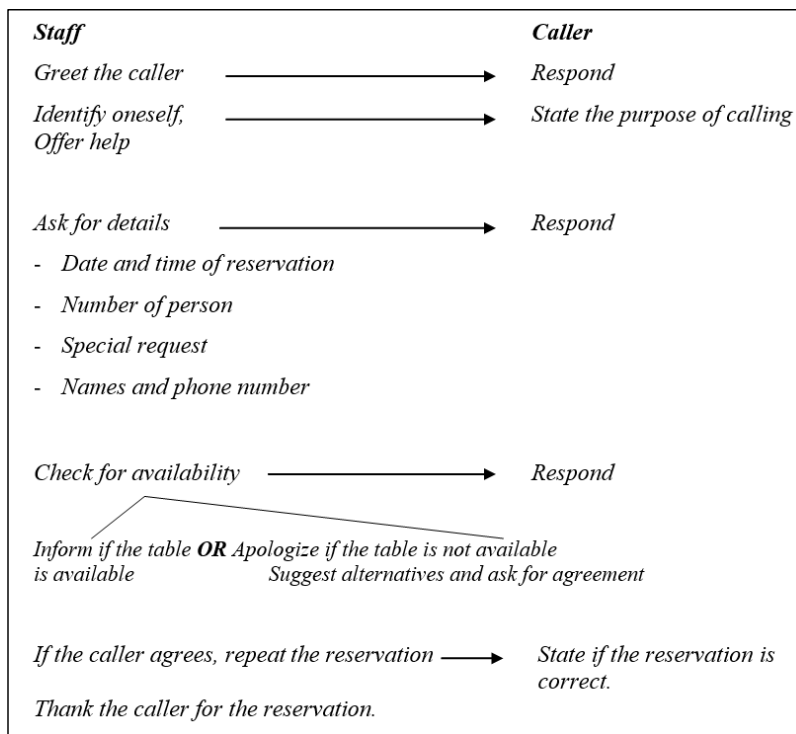 Staff Caller
Greet the caller Respond
Identify oneself, State the purpose of calling
Offer help
Ask for details Respond
- Date and time of reservation
- Number of person
- Special request
- Names and phone number
Check for availability Respond
Inform if the table OR Apologize if the table is not available
is available Suggest alternatives and ask for agreement
If the caller agrees, repeat the reservation State if the reservation is
correct.
Thank the caller for the reservation.